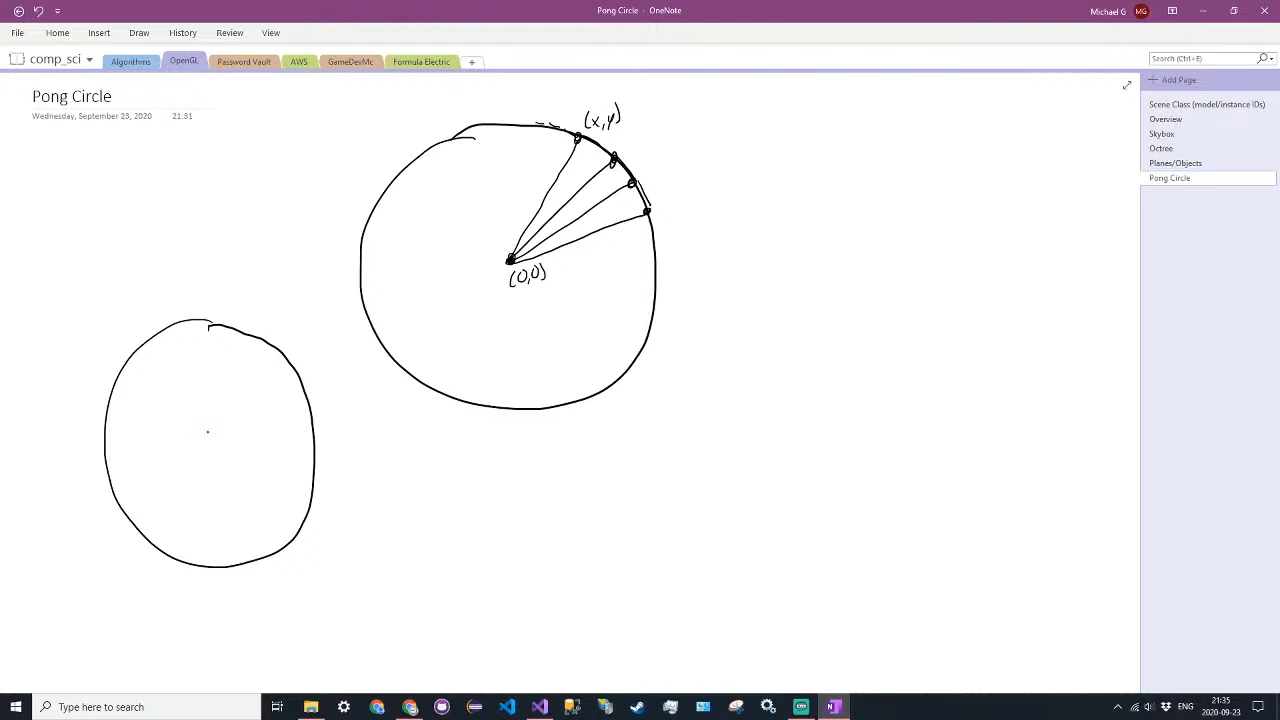 Pong Circle - OneNote
Michael G
MG
File Home Insert Draw History Review View
comp_sci
Algorithms OpenGL Password Vault AWS GameDevMc Formula Electric
Search (Ctrl+E)
Add Page
Pong Circle
Wednesday, September 23, 2020 21:31
Scene Class (model/instance IDs)
Overview
Skybox
Octree
Planes/Objects
Pong Circle
(x,y)
(0,0)
Type here to search
21:35
2020-09-23